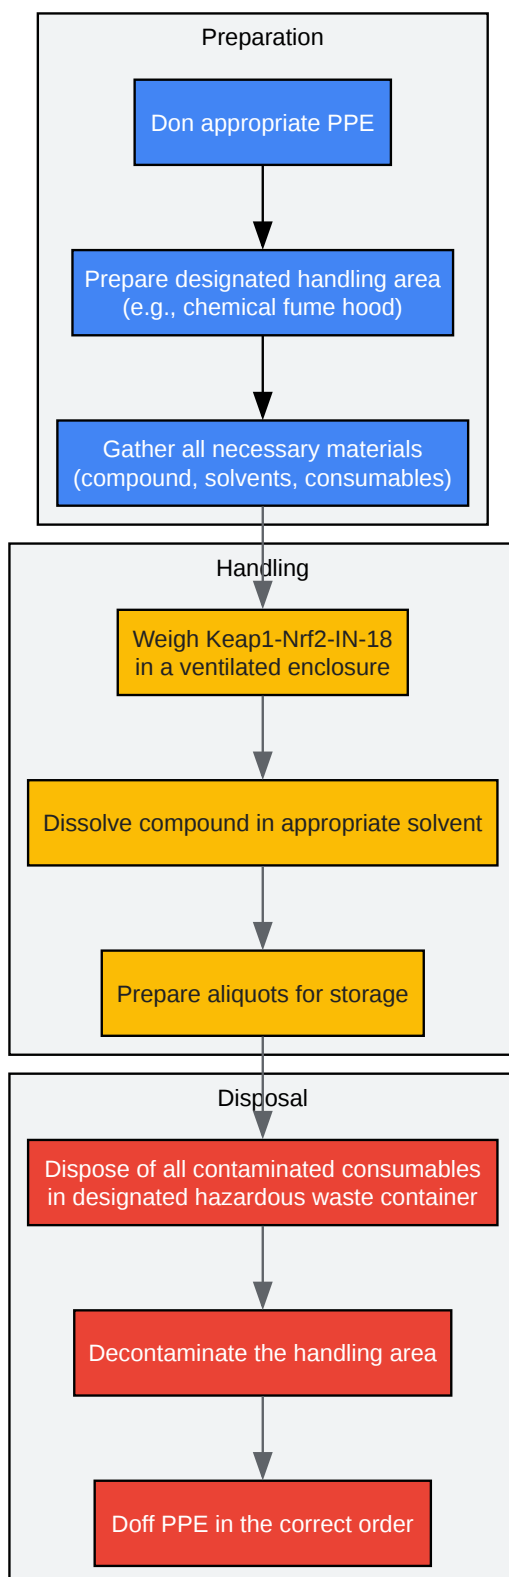 Preparation
Don appropriate PPE
Prepare designated handling area
(e.g., chemical fume hood)
Gather all necessary materials
(compound, solvents, consumables)
Handling
Weigh Keap1-Nrf2-IN-18
in a ventilated enclosure
Dissolve compound in appropriate solvent
Prepare aliquots for storage
Disposal
Dispose of all contaminated consumables
in designated hazardous waste container
Decontaminate the handling area
Doff PPE in the correct order